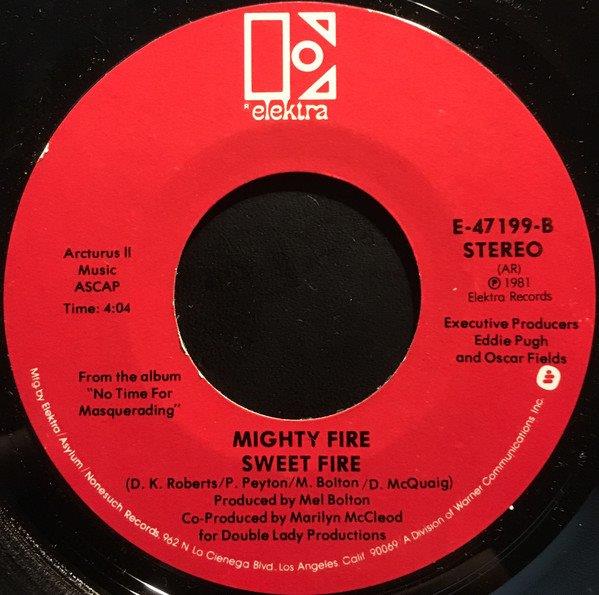 ® elektra
E-47199-B
STEREO
(AR)
Ⓟ 1981
Elektra Records
Executive Producers
Eddie Pugh
and Oscar Fields
Arcturus II
Music
ASCAP
Time: 4:04
From the album
"No Time For
Masquerading"
MIGHTY FIRE
SWEET FIRE
(D. K. Roberts/P. Peyton/M. Bolton/D. McQuaig)
Produced by Mel Bolton
Co-Produced by Marilyn McCleod
for Double Lady Productions
Mfg. by Elektra/Asylum/Nonesuch Records, 962 N. La Cienega Blvd., Los Angeles, Calif. 90069/A Division of Warner Communications Inc.